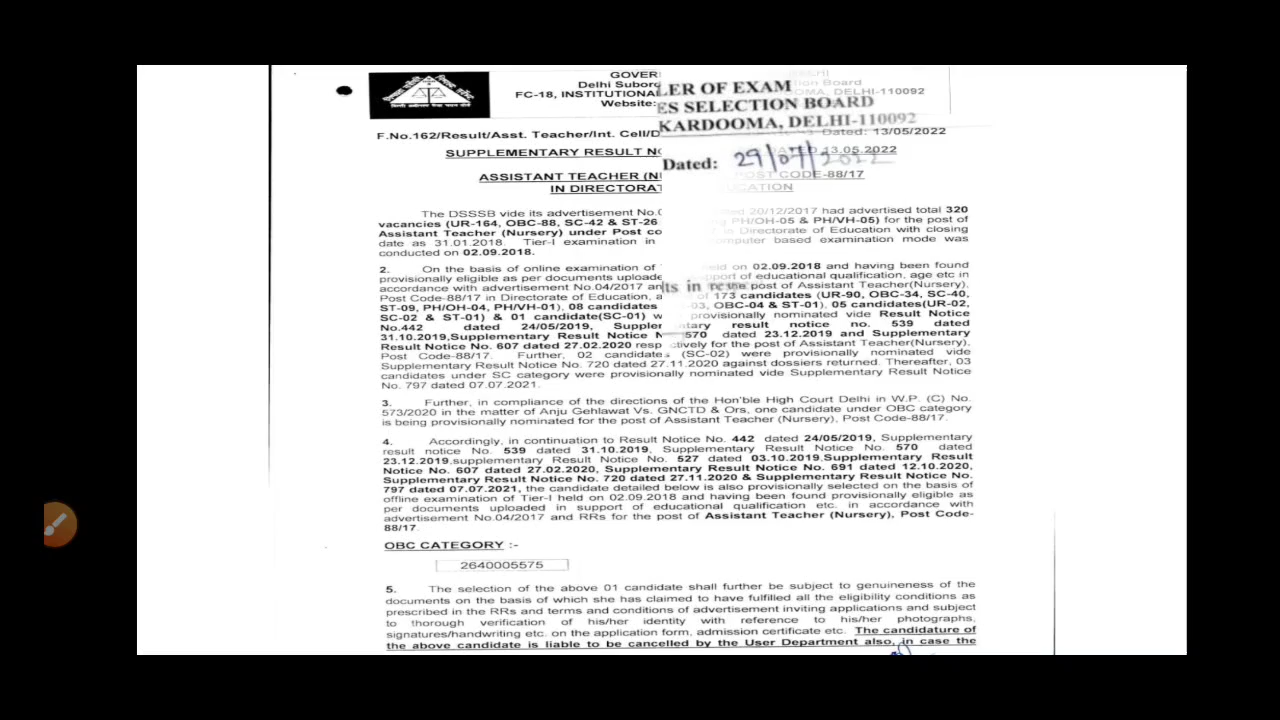 GOVER
Delhi Subor
FC-18, INSTITUTIONAL
Website:
LER OF EXAM
ES SELECTION BOARD
KARDOOMA, DELHI-110092
F.No.162/Result/Asst. Teacher/Int. Cell/D Dated: 13/05/2022
SUPPLEMENTARY RESULT NO 13.05.2022
Dated: 29/07/2022
ASSISTANT TEACHER (N POST CODE-88/17
IN DIRECTORAT UCATION
The DSSSB vide its advertisement No.0 20/12/2017 had advertised total 320
vacancies (UR-164, OBC-88, SC-42 & ST-26 PH/OH-05 & PH/VH-05) for the post of
Assistant Teacher (Nursery) under Post co in Directorate of Education with closing
date as 31.01.2018. Tier-I examination in computer based examination mode was
conducted on 02.09.2018.
2. On the basis of online examination of held on 02.09.2018 and having been found
provisionally eligible as per documents uploade support of educational qualification, age etc in
accordance with advertisement No.04/2017 an lts in post of Assistant Teacher(Nursery),
Post Code-88/17 in Directorate of Education, a of 173 candidates (UR-90, OBC-34, SC-40,
ST-09, PH/OH-04, PH/VH-01), 08 candidates 03, OBC-04 & ST-01), 05 candidates(UR-02,
SC-02 & ST-01) & 01 candidate(SC-01) w provisionally nominated vide Result Notice
No.442 dated 24/05/2019, Supplementary result notice no. 539 dated
31.10.2019,Supplementary Result Notice N 570 dated 23.12.2019 and Supplementary
Result Notice No. 607 dated 27.02.2020 respectively for the post of Assistant Teacher(Nursery),
Post Code-88/17. Further, 02 candidates (SC-02) were provisionally nominated vide
Supplementary Result Notice No. 720 dated 27.11.2020 against dossiers returned. Thereafter, 03
candidates under SC category were provisionally nominated vide Supplementary Result Notice
No. 797 dated 07.07.2021.
3. Further, in compliance of the directions of the Hon'ble High Court Delhi in W.P. (C) No.
573/2020 in the matter of Anju Gehlawat Vs. GNCTD & Ors, one candidate under OBC category
is being provisionally nominated for the post of Assistant Teacher (Nursery), Post Code-88/17.
4. Accordingly, in continuation to Result Notice No. 442 dated 24/05/2019, Supplementary
result notice No. 539 dated 31.10.2019, Supplementary Result Notice No. 570 dated
23.12.2019,supplementary Result Notice No. 527 dated 03.10.2019,Supplementary Result
Notice No. 607 dated 27.02.2020, Supplementary Result Notice No. 691 dated 12.10.2020,
Supplementary Result Notice No. 720 dated 27.11.2020 & Supplementary Result Notice No.
797 dated 07.07.2021, the candidate detailed below is also provisionally selected on the basis of
offline examination of Tier-I held on 02.09.2018 and having been found provisionally eligible as
per documents uploaded in support of educational qualification etc. in accordance with
advertisement No.04/2017 and RRs for the post of Assistant Teacher (Nursery), Post Code-
88/17.
OBC CATEGORY :-
2640005575
5. The selection of the above 01 candidate shall further be subject to genuineness of the
documents on the basis of which she has claimed to have fulfilled all the eligibility conditions as
prescribed in the RRs and terms and conditions of advertisement inviting applications and subject
to thorough verification of his/her identity with reference to his/her photographs,
signatures/handwriting etc. on the application form, admission certificate etc. The candidature of
the above candidate is liable to be cancelled by the User Department also, in case the